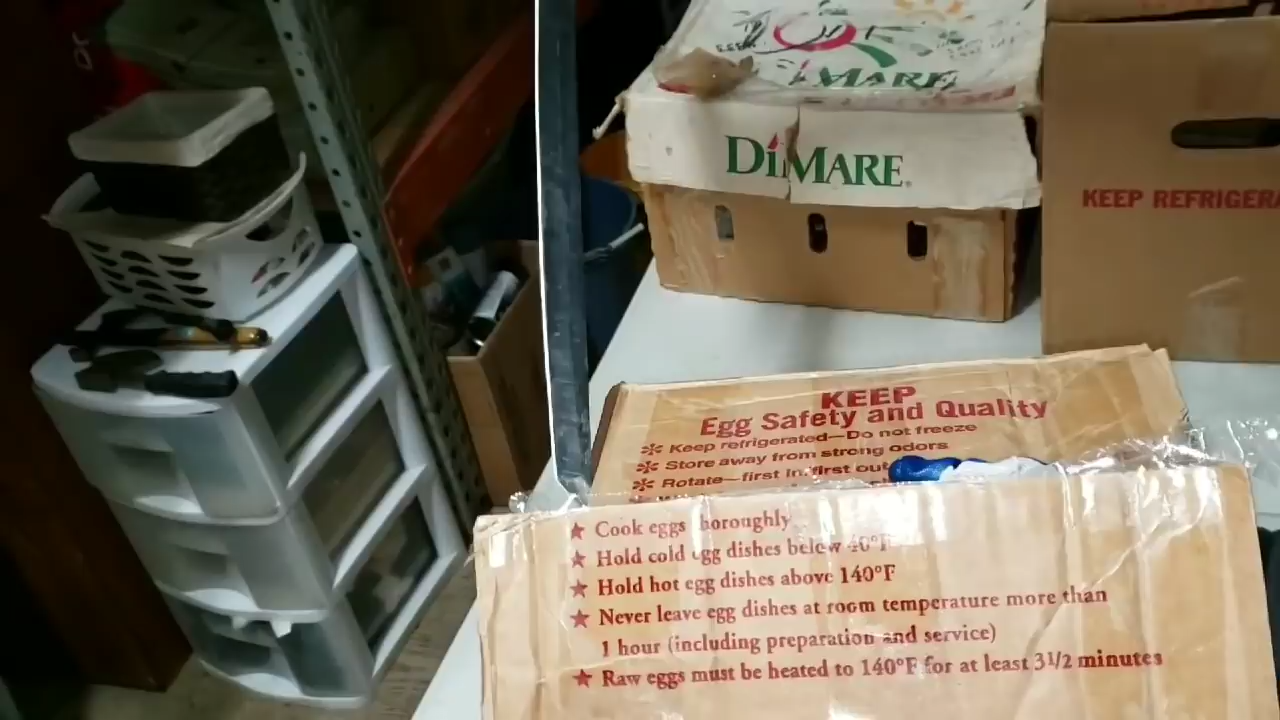 DiMARE
DiMARE
KEEP REFRIGERA
KEEP
Egg Safety and Quality
Keep refrigerated—Do not freeze
Store away from strong odors
Rotate—first in/first out
Cook eggs horoughly
Hold cold gg dishes below 40°F
Hold hot egg dishes above 140°F
Never leave egg dishes at room temperature more than
1 hour (including preparation and service)
Raw eggs must be heated to 140°F for at least 3 1/2 minutes